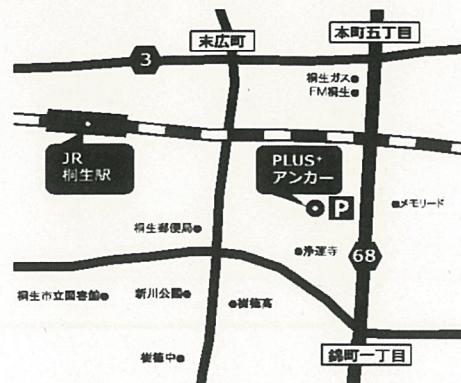 末広町
本町五丁目
3
桐生ガス
FM桐生
JR
桐生駅
PLUS+
アンカー
P
メモリード
桐生郵便局
浄運寺
68
桐生市立図書館
新川公園
樹徳高
樹徳中
錦町一丁目